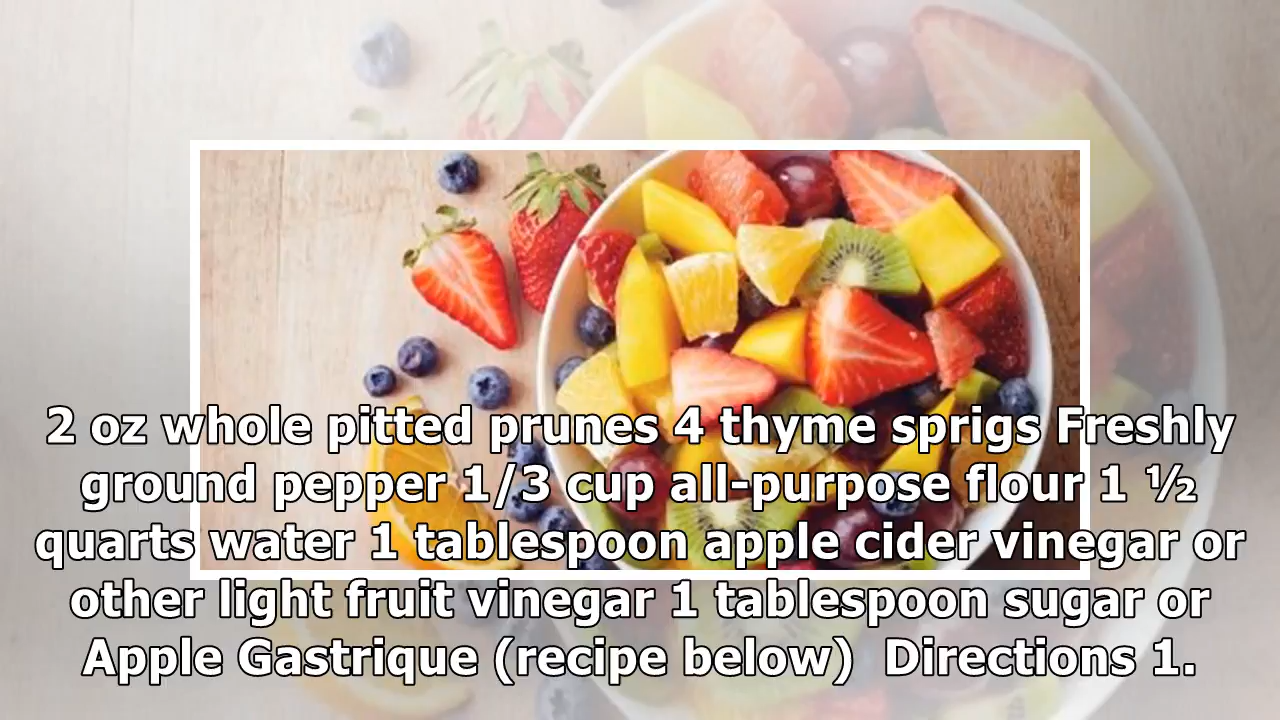 2 oz whole pitted prunes 4 thyme sprigs Freshly
ground pepper 1/3 cup all-purpose flour 1 ½
quarts water 1 tablespoon apple cider vinegar or
other light fruit vinegar 1 tablespoon sugar or
Apple Gastrique (recipe below)  Directions 1.